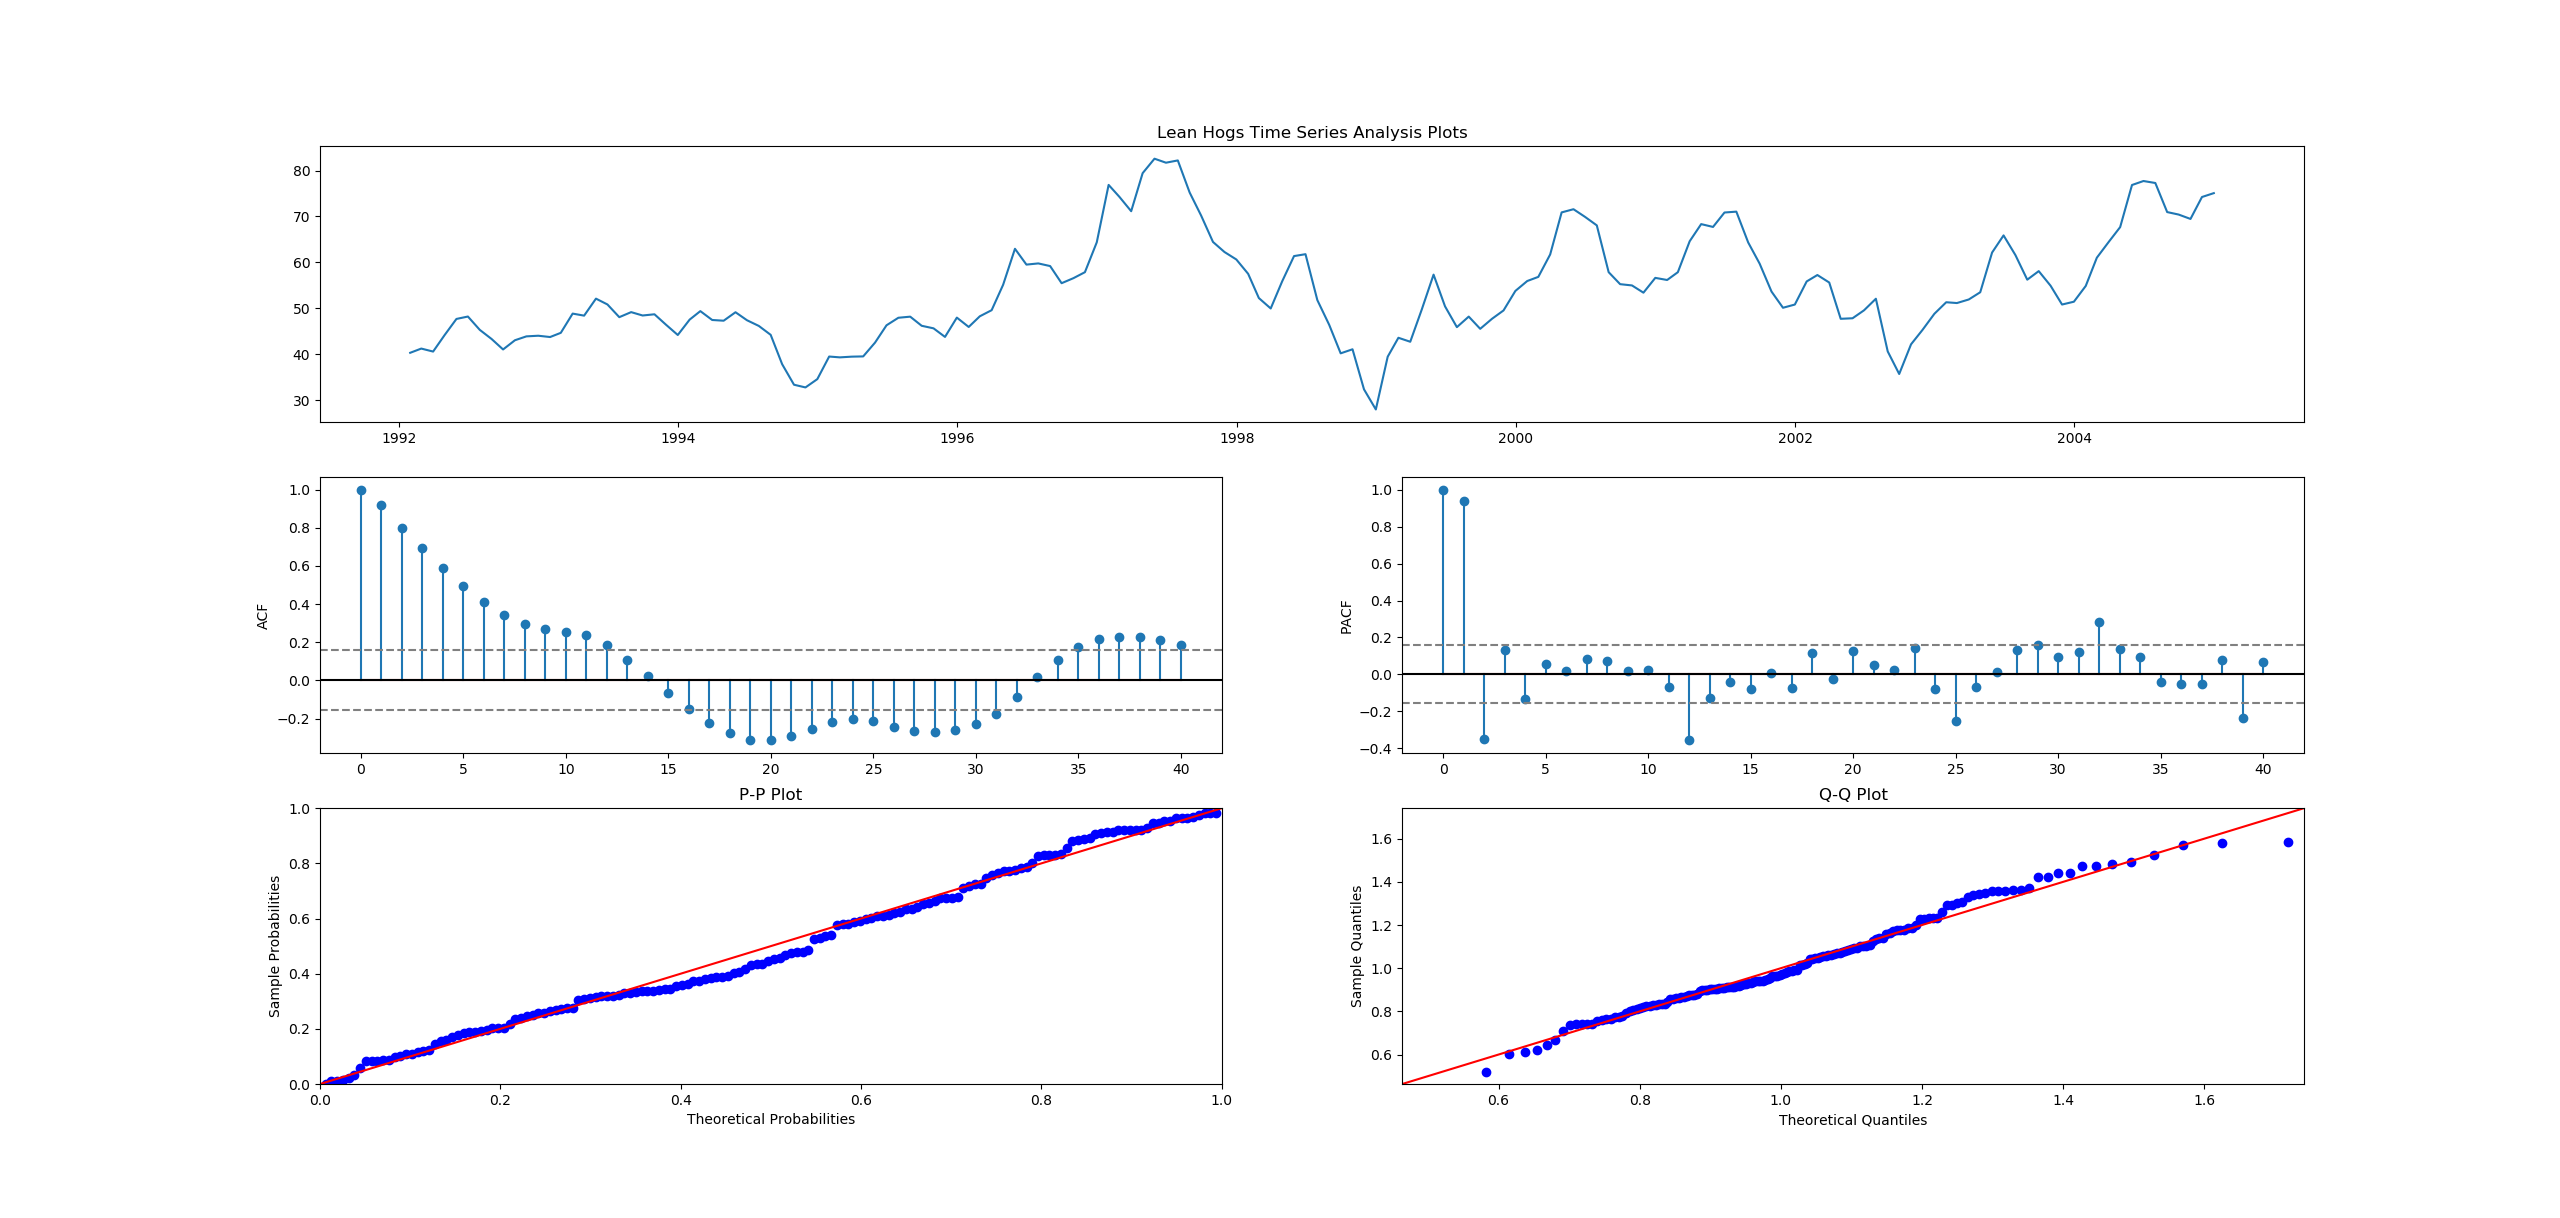 Lean Hogs Time Series Analysis Plots
80
70
60
50
40
30
1992 1994 1996 1998 2000 2002 2004
ACF
1.0
0.8
0.6
0.4
0.2
0.0
−0.2
0 5 10 15 20 25 30 35 40
PACF
1.0
0.8
0.6
0.4
0.2
0.0
−0.2
−0.4
0 5 10 15 20 25 30 35 40
P-P Plot
Sample Probabilities
1.0
0.8
0.6
0.4
0.2
0.0
0.0 0.2 0.4 0.6 0.8 1.0
Theoretical Probabilities
Q-Q Plot
Sample Quantiles
1.6
1.4
1.2
1.0
0.8
0.6
0.6 0.8 1.0 1.2 1.4 1.6
Theoretical Quantiles